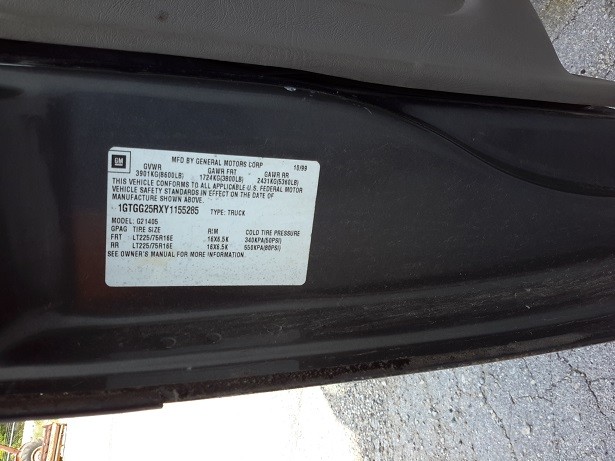 GM
MFD BY GENERAL MOTORS CORP 10/99
GVWR GAWR FRT GAWR RR
3901KG(8600LB) 1724KG(3800LB) 2431KG(5360LB)
THIS VEHICLE CONFORMS TO ALL APPLICABLE U.S. FEDERAL MOTOR
VEHICLE SAFETY STANDARDS IN EFFECT ON THE DATE OF
MANUFACTURE SHOWN ABOVE.
1GTGG25RXY1155285 TYPE: TRUCK
MODEL: G21405
GPAG TIRE SIZE RIM COLD TIRE PRESSURE
FRT LT225/75R16E 16X6.5K 340KPA(50PSI)
RR LT225/75R16E 16X6.5K 550KPA(80PSI)
SEE OWNER'S MANUAL FOR MORE INFORMATION.